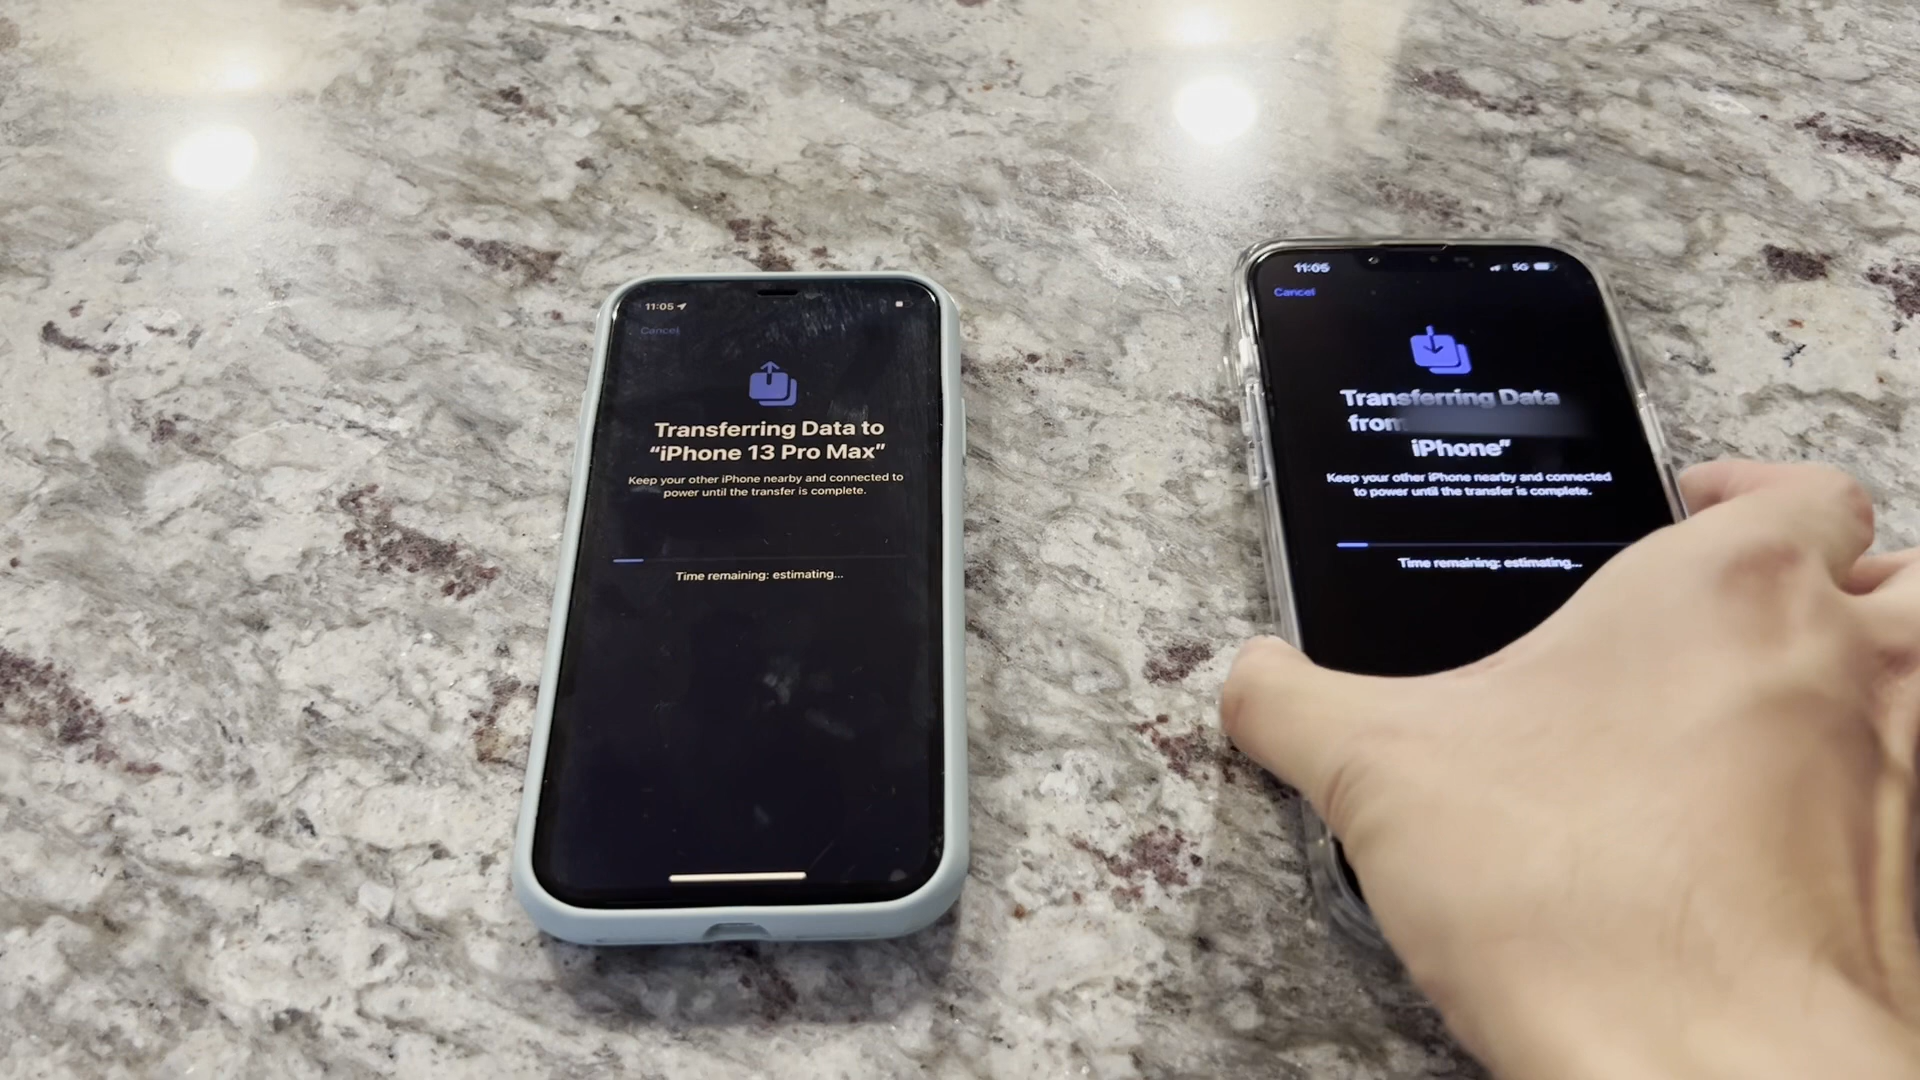 11:05
Cancel
Transferring Data to
“iPhone 13 Pro Max”
Keep your other iPhone nearby and connected to
power until the transfer is complete.
Time remaining: estimating...
11:05
5G
Cancel
Transferring Data
from
iPhone”
Keep your other iPhone nearby and connected
to power until the transfer is complete.
Time remaining: estimating...